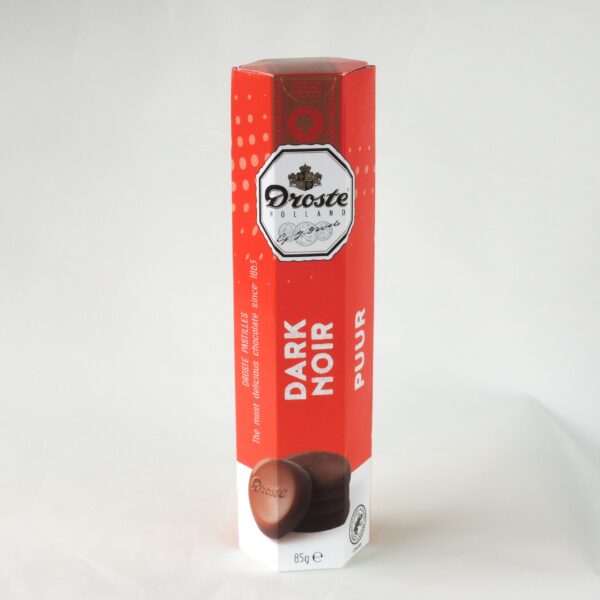 Droste
HOLLAND
DROSTE PASTILLES
The most delicious chocolate since 1863
DARK
NOIR
PUUR
Droste
85g e